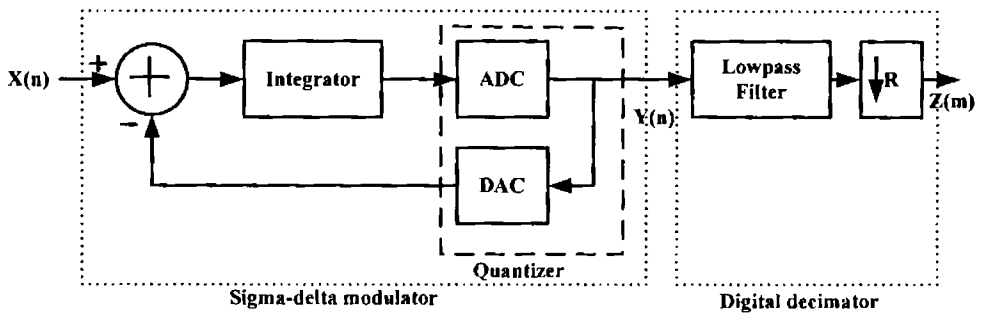 X(n)
+
−
Integrator
ADC
DAC
Quantizer
Sigma-delta modulator
Y(n)
Lowpass
Filter
R
Z(m)
Digital decimator